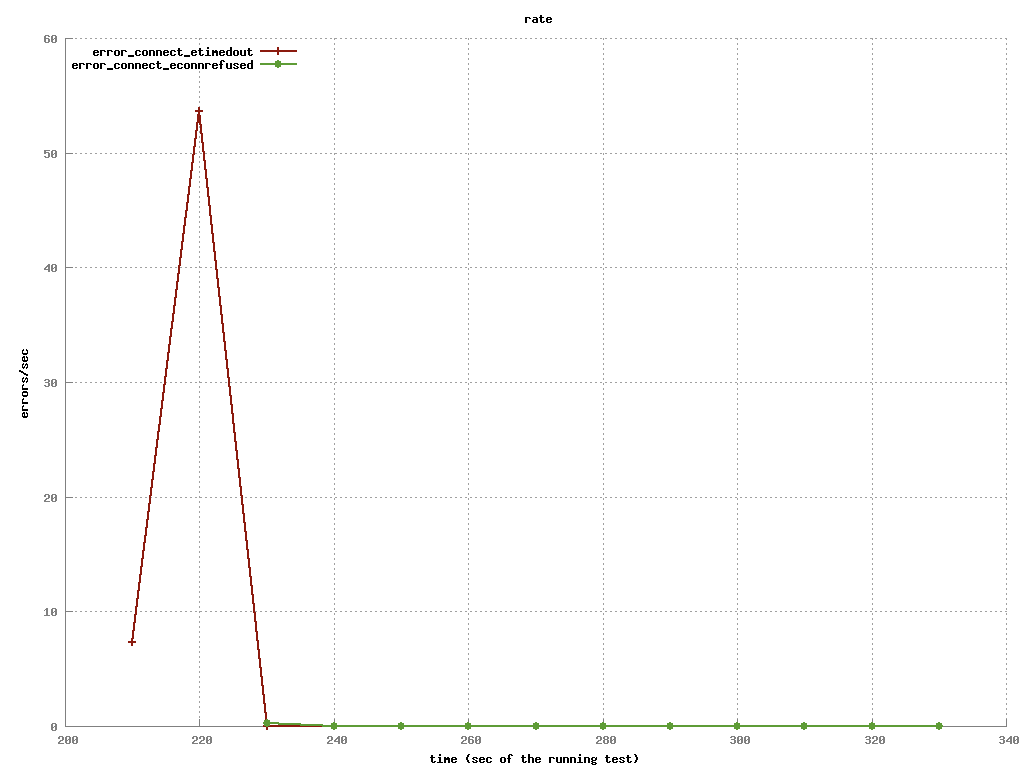 rate
error_connect_etimedout
error_connect_econnrefused
60
50
40
30
20
10
0
errors/sec
200 220 240 260 280 300 320 340
time (sec of the running test)